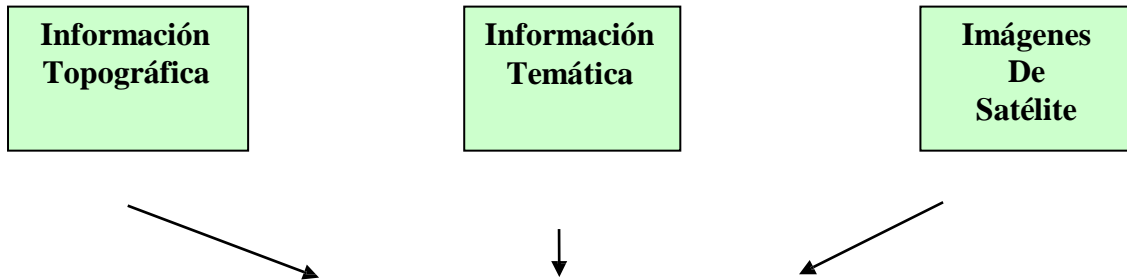 Información
Topográfica
Información
Temática
Imágenes
De
Satélite